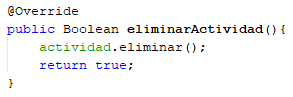 @Override
public Boolean eliminarActividad(){
    actividad.eliminar();
    return true;
}